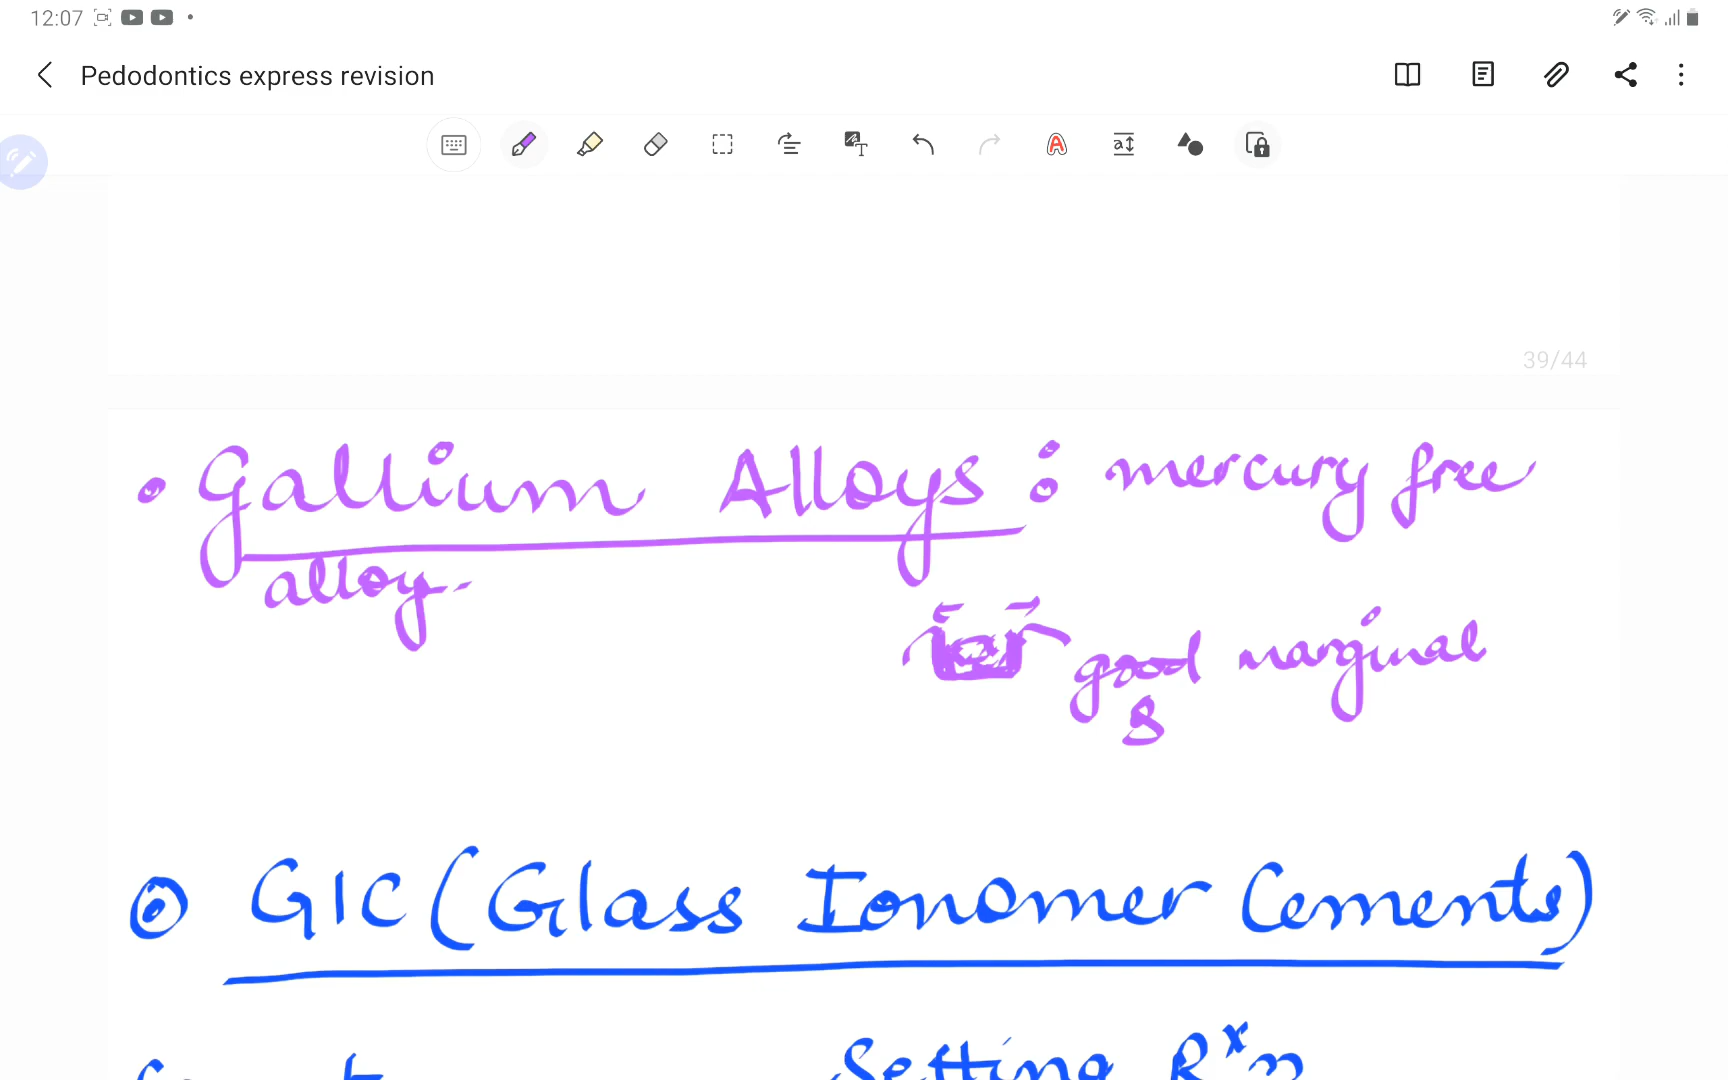 12:07
Pedodontics express revision
39/44
• Gallium Alloys : mercury free
alloy.
good marginal
GIC (Glass Ionomer Cements)
Setting Rxn